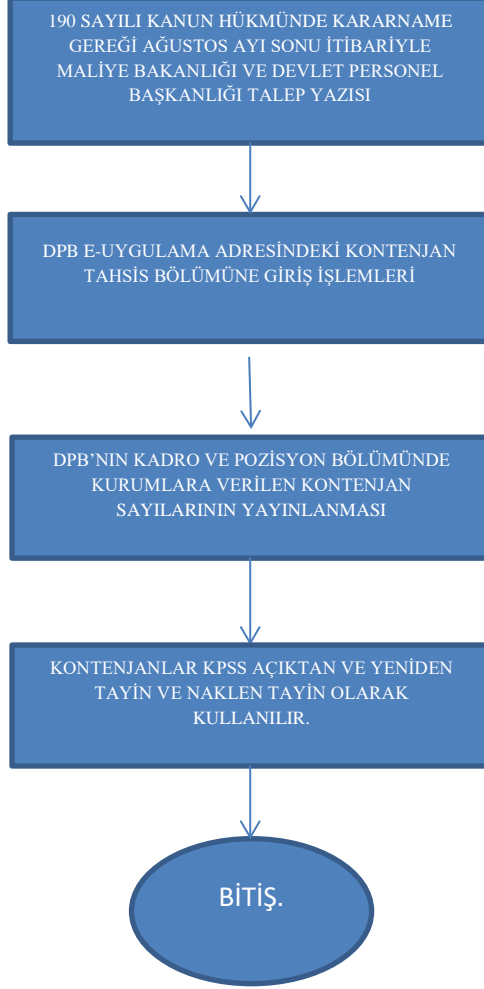 190 SAYILI KANUN HÜKMÜNDE KARARNAME
GEREĞİ AĞUSTOS AYI SONU İTİBARİYLE
MALİYE BAKANLIĞI VE DEVLET PERSONEL
BAŞKANLIĞI TALEP YAZISI
DPB E-UYGULAMA ADRESİNDEKİ KONTENJAN
TAHSİS BÖLÜMÜNE GİRİŞ İŞLEMLERİ
DPB’NIN KADRO VE POZİSYON BÖLÜMÜNDE
KURUMLARA VERİLEN KONTENJAN
SAYILARININ YAYINLANMASI
KONTENJANLAR KPSS AÇIKTAN VE YENİDEN
TAYİN VE NAKLEN TAYİN OLARAK
KULLANILIR.
BİTİŞ.